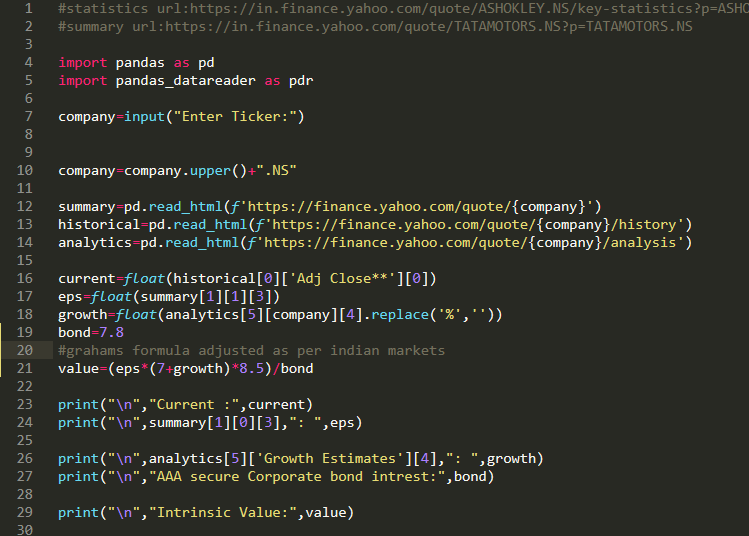 1 #statistics url:https://in.finance.yahoo.com/quote/ASHOKLEY.NS/key-statistics?p=ASHO
2 #summary url:https://in.finance.yahoo.com/quote/TATAMOTORS.NS?p=TATAMOTORS.NS
3
4 import pandas as pd
5 import pandas_datareader as pdr
6
7 company=input("Enter Ticker:")
8
9
10 company=company.upper()+".NS"
11
12 summary=pd.read_html(f'https://finance.yahoo.com/quote/{company}')
13 historical=pd.read_html(f'https://finance.yahoo.com/quote/{company}/history')
14 analytics=pd.read_html(f'https://finance.yahoo.com/quote/{company}/analysis')
15
16 current=float(historical[0]['Adj Close**'][0])
17 eps=float(summary[1][1][3])
18 growth=float(analytics[5][company][4].replace('%',''))
19 bond=7.8
20 #grahams formula adjusted as per indian markets
21 value=(eps*(7+growth)*8.5)/bond
22
23 print("\n","Current :",current)
24 print("\n",summary[1][0][3],": ",eps)
25
26 print("\n",analytics[5]['Growth Estimates'][4],": ",growth)
27 print("\n","AAA secure Corporate bond intrest:",bond)
28
29 print("\n","Intrinsic Value:",value)
30